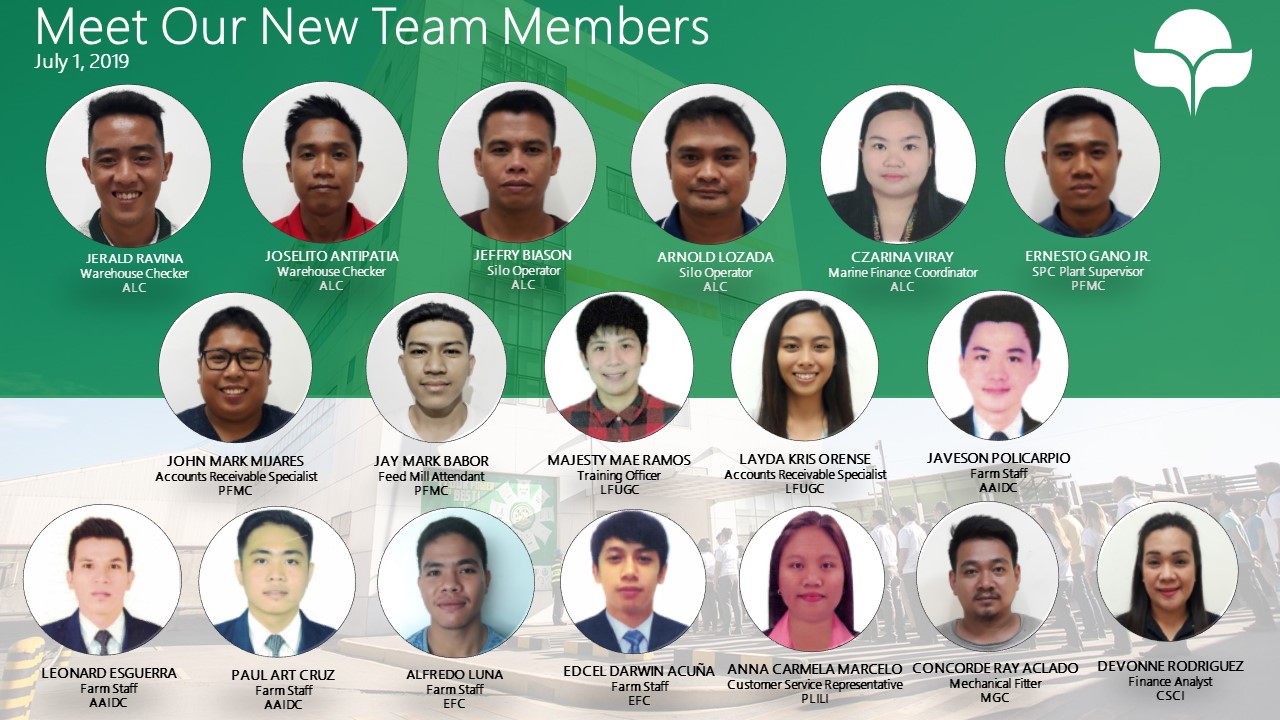 Meet Our New Team Members
July 1, 2019
JERALD RAVINA
Warehouse Checker
ALC
JOSELITO ANTIPATIA
Warehouse Checker
ALC
JEFFRY BIASON
Silo Operator
ALC
ARNOLD LOZADA
Silo Operator
ALC
CZARINA VIRAY
Marine Finance Coordinator
ALC
ERNESTO GANO JR.
SPC Plant Supervisor
PFMC
JOHN MARK MIJARES
Accounts Receivable Specialist
PFMC
JAY MARK BABOR
Feed Mill Attendant
PFMC
MAJESTY MAE RAMOS
Training Officer
LFUGC
LAYDA KRIS ORENSE
Accounts Receivable Specialist
LFUGC
JAVESON POLICARPIO
Farm Staff
AAIDC
LEONARD ESGUERRA
Farm Staff
AAIDC
PAUL ART CRUZ
Farm Staff
AAIDC
ALFREDO LUNA
Farm Staff
EFC
EDCEL DARWIN ACUÑA
Farm Staff
EFC
ANNA CARMELA MARCELO
Customer Service Representative
PLILI
CONCORDE RAY ACLADO
Mechanical Fitter
MGC
DEVONNE RODRIGUEZ
Finance Analyst
CSCI